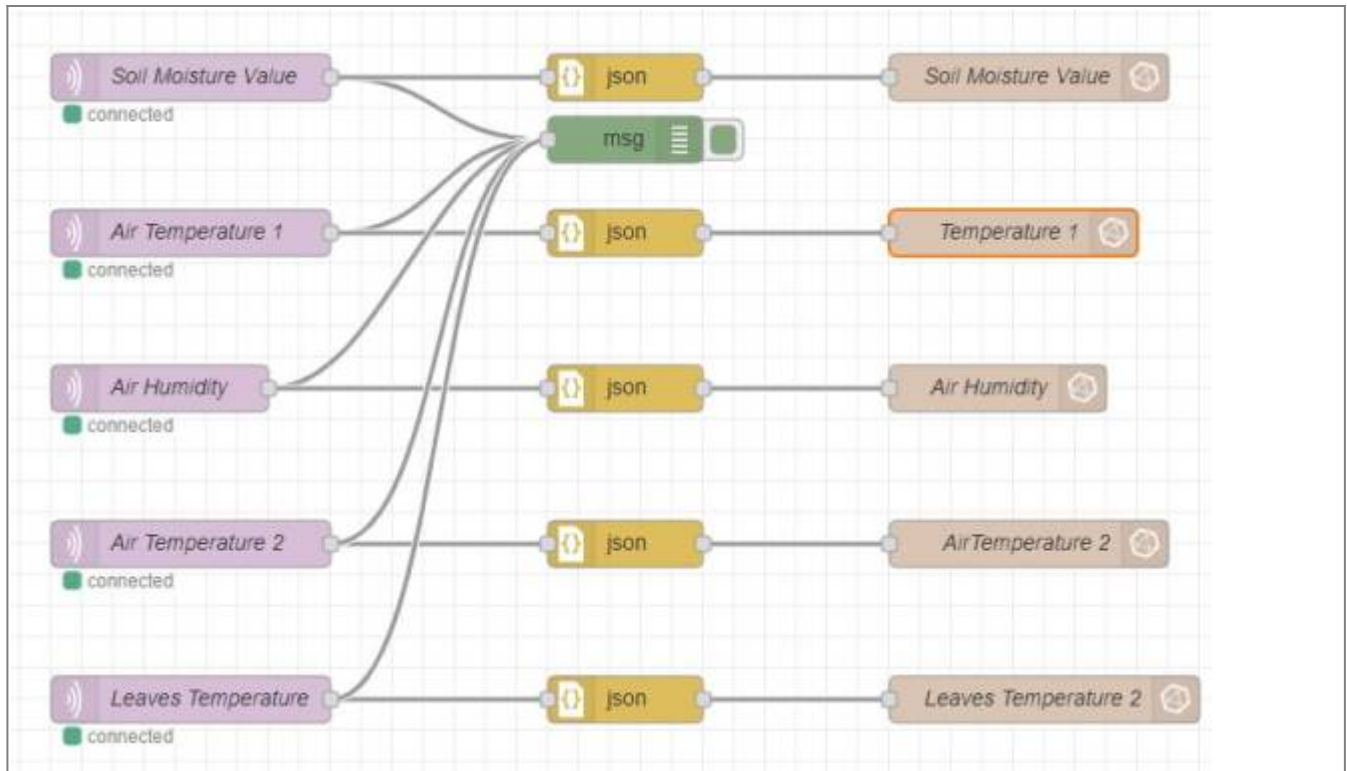 Soil Moisture Value json Soil Moisture Value
connected
msg
Air Temperature 1 json Temperature 1
connected
Air Humidity json Air Humidity
connected
Air Temperature 2 json AirTemperature 2
connected
Leaves Temperature json Leaves Temperature 2
connected